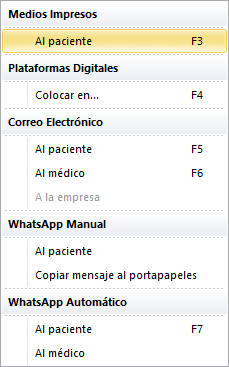 Medios Impresos
Al paciente F3
Plataformas Digitales
Colocar en... F4
Correo Electrónico
Al paciente F5
Al médico F6
A la empresa
WhatsApp Manual
Al paciente
Copiar mensaje al portapapeles
WhatsApp Automático
Al paciente F7
Al médico